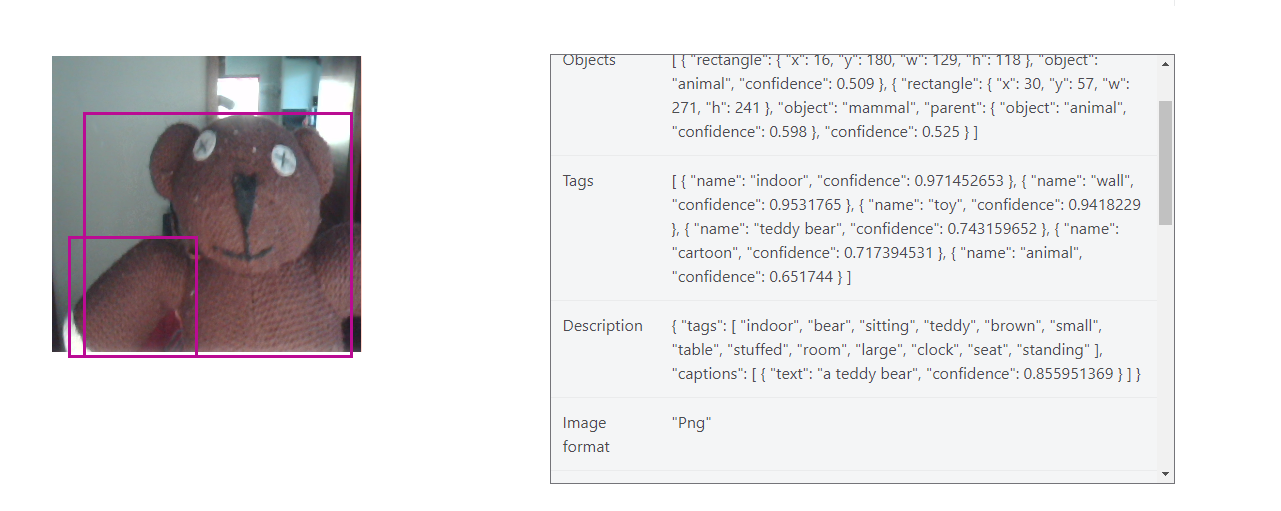 Objects
[ { "rectangle": { "x": 16, "y": 180, "w": 129, "h": 118 }, "object":
"animal", "confidence": 0.509 }, { "rectangle": { "x": 30, "y": 57, "w":
271, "h": 241 }, "object": "mammal", "parent": { "object": "animal",
"confidence": 0.598 }, "confidence": 0.525 } ]
Tags
[ { "name": "indoor", "confidence": 0.971452653 }, { "name": "wall",
"confidence": 0.9531765 }, { "name": "toy", "confidence": 0.9418229
}, { "name": "teddy bear", "confidence": 0.743159652 }, { "name":
"cartoon", "confidence": 0.717394531 }, { "name": "animal",
"confidence": 0.651744 } ]
Description
{ "tags": [ "indoor", "bear", "sitting", "teddy", "brown", "small",
"table", "stuffed", "room", "large", "clock", "seat", "standing" ],
"captions": [ { "text": "a teddy bear", "confidence": 0.855951369 } ] }
Image
format
"Png"